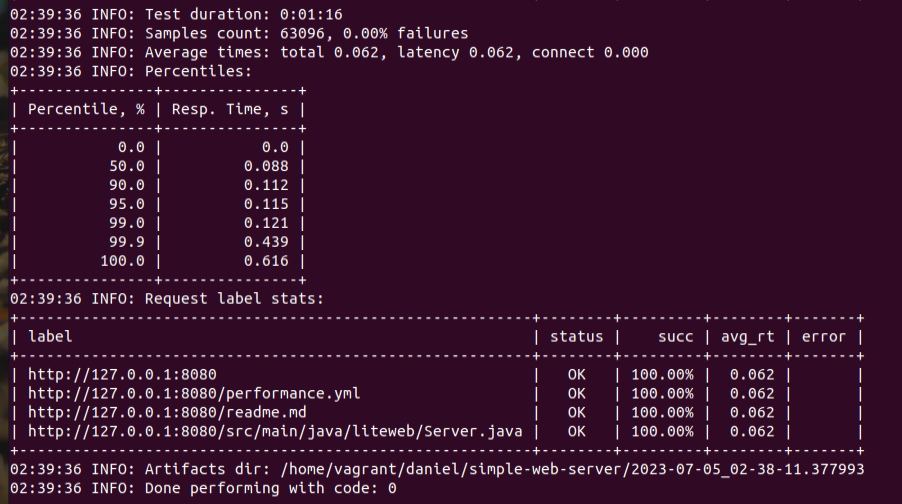 02:39:36 INFO: Test duration: 0:01:16
02:39:36 INFO: Samples count: 63096, 0.00% failures
02:39:36 INFO: Average times: total 0.062, latency 0.062, connect 0.000
02:39:36 INFO: Percentiles:
+---------------+---------------+
| Percentile, % | Resp. Time, s |
+---------------+---------------+
|           0.0 |           0.0 |
|          50.0 |         0.088 |
|          90.0 |         0.112 |
|          95.0 |         0.115 |
|          99.0 |         0.121 |
|          99.9 |         0.439 |
|         100.0 |         0.616 |
+---------------+---------------+
02:39:36 INFO: Request label stats:
+--------------------------------------------------------+--------+---------+--------+-------+
| label                                                  | status |    succ | avg_rt | error |
+--------------------------------------------------------+--------+---------+--------+-------+
| http://127.0.0.1:8080                                  |   OK   | 100.00% |  0.062 |       |
| http://127.0.0.1:8080/performance.yml                  |   OK   | 100.00% |  0.062 |       |
| http://127.0.0.1:8080/readme.md                        |   OK   | 100.00% |  0.062 |       |
| http://127.0.0.1:8080/src/main/java/liteweb/Server.java |   OK   | 100.00% |  0.062 |       |
+--------------------------------------------------------+--------+---------+--------+-------+
02:39:36 INFO: Artifacts dir: /home/vagrant/daniel/simple-web-server/2023-07-05_02-38-11.377993
02:39:36 INFO: Done performing with code: 0